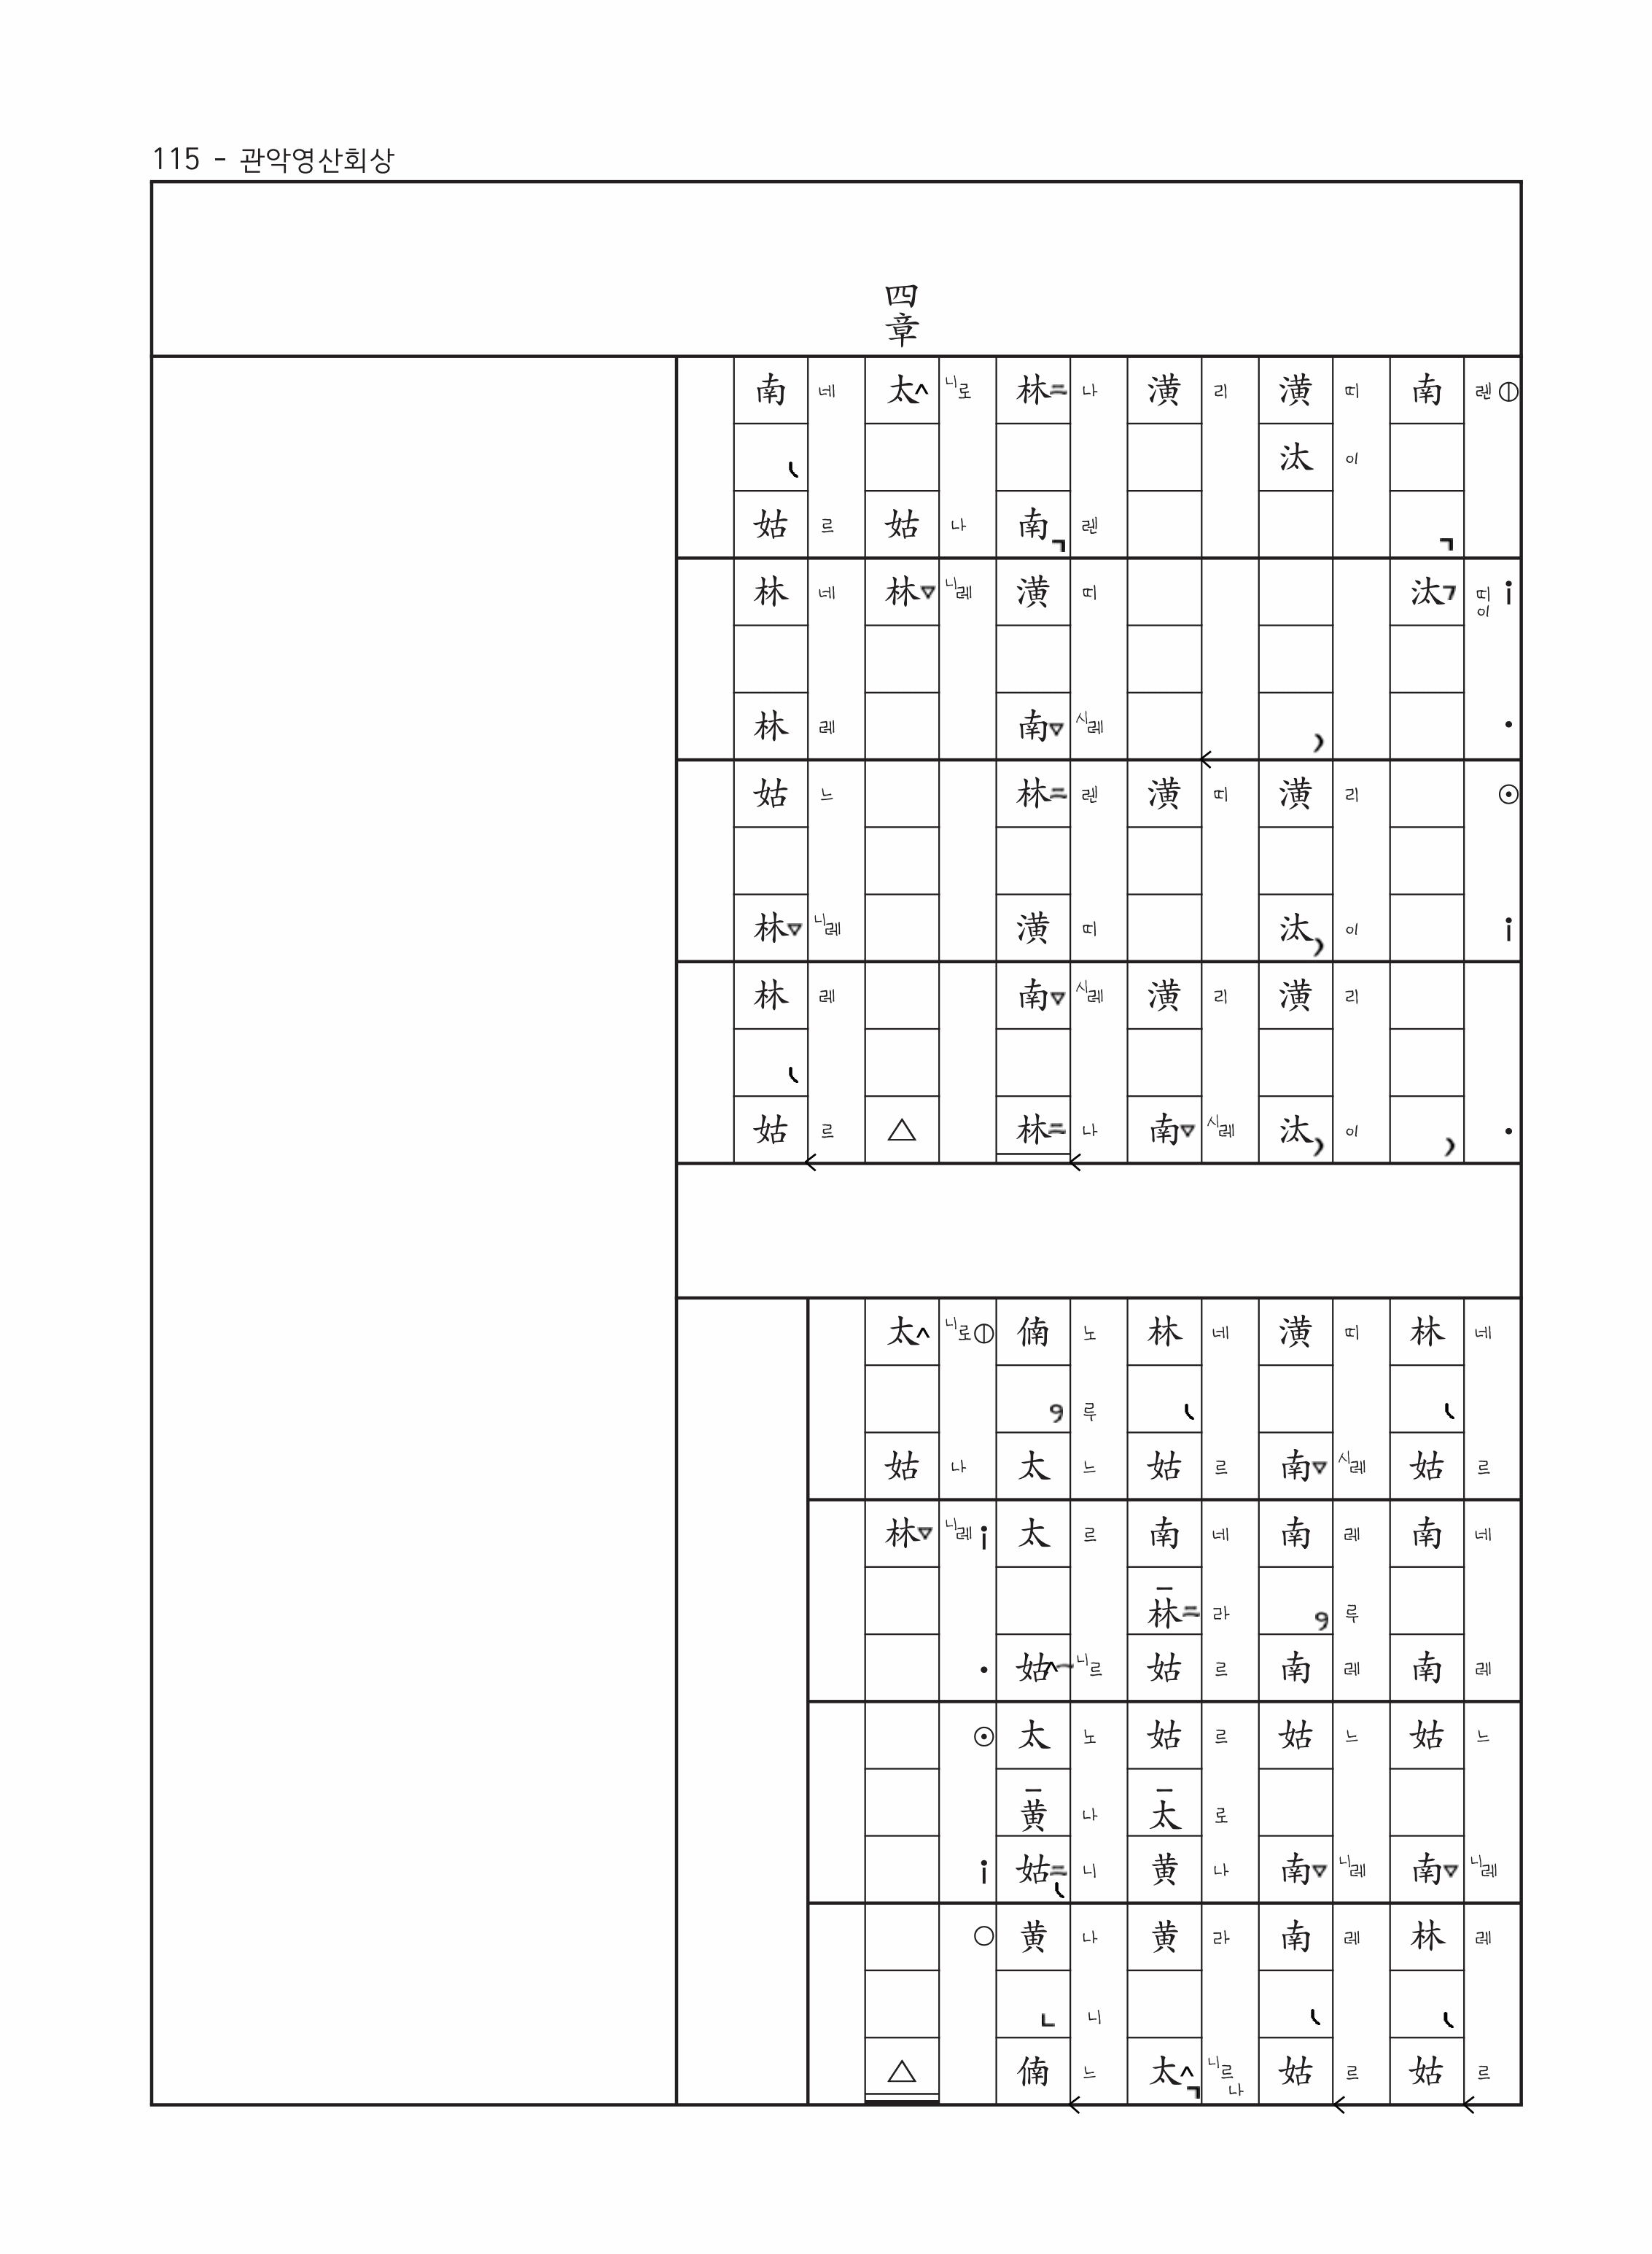 115 - 관악영산회상
南 汰
렌 띠이
潢 汰 潢 汰 潢 汰
띠 이 리 이 리 이
潢 潢 潢 南
리 띠 리 시레
林 南 潢 南 林 潢 南 林
나 렌 띠 시레 렌 띠 시레 나
四章
太 姑 林 △
니로 나 니레
南 姑 林 林 姑 林 林 姑
네 르 네 레 느 니레 레 르
林 姑 南 南 姑 南 林 姑
네 르 네 레 느 니레 레 르
潢 南 南 南 姑 南 南 姑
띠 시레 레 루 레 느 니레 레 르
林 姑 南 林 姑 姑 太 黄 黄 太
네 르 네 라 르 르 로 나 라 니르나
㑲 太 太 姑 太 黄 姑 黄 㑲
노 루 느 르 니르 노 나 니 나 니 느
太 姑 林 △
니로 나 니레